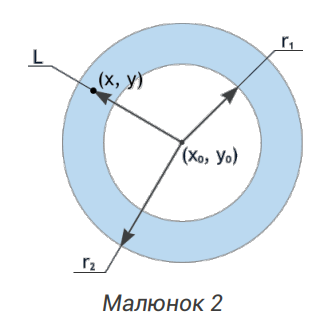 r₁
L
(x, y)
(x₀, y₀)
r₂
Малюнок 2